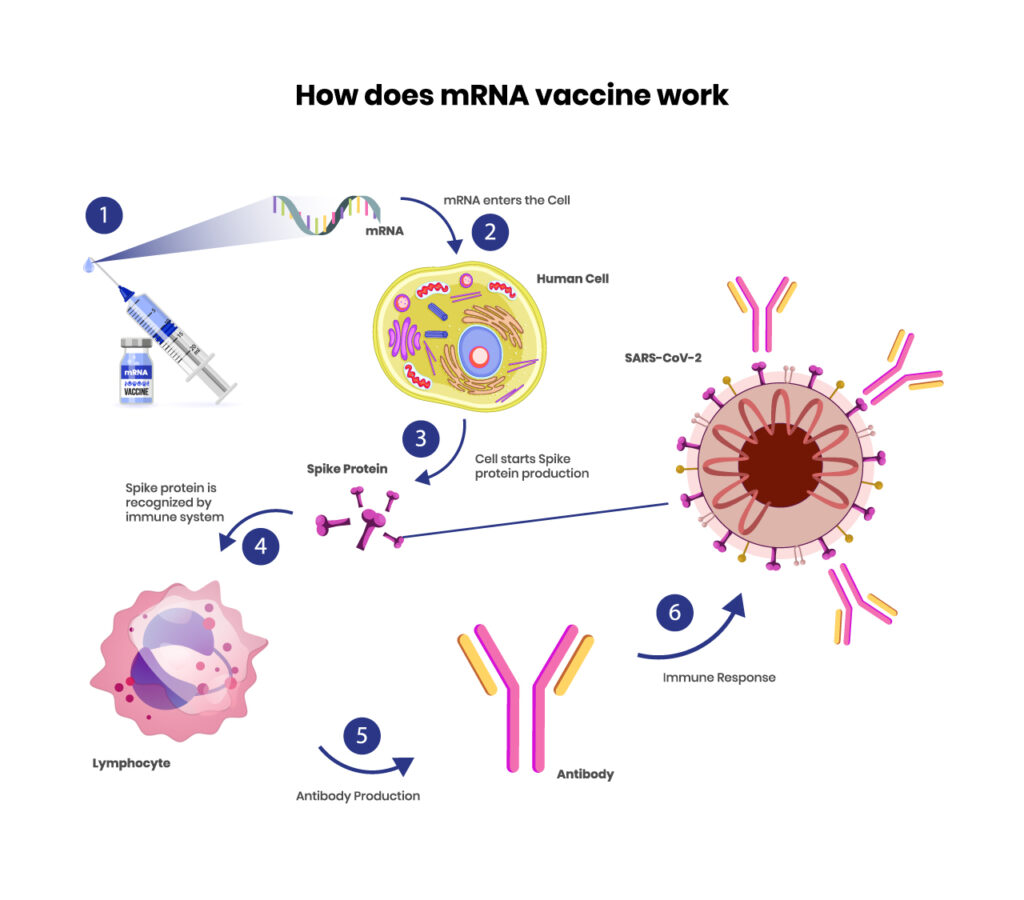 How does mRNA vaccine work
1
mRNA
mRNA enters the Cell
2
Human Cell
mRNA
VACCINE
3
Cell starts Spike
protein production
Spike Protein
Spike protein is
recognized by
immune system
4
Lymphocyte
5
Antibody Production
Antibody
6
Immune Response
SARS-CoV-2